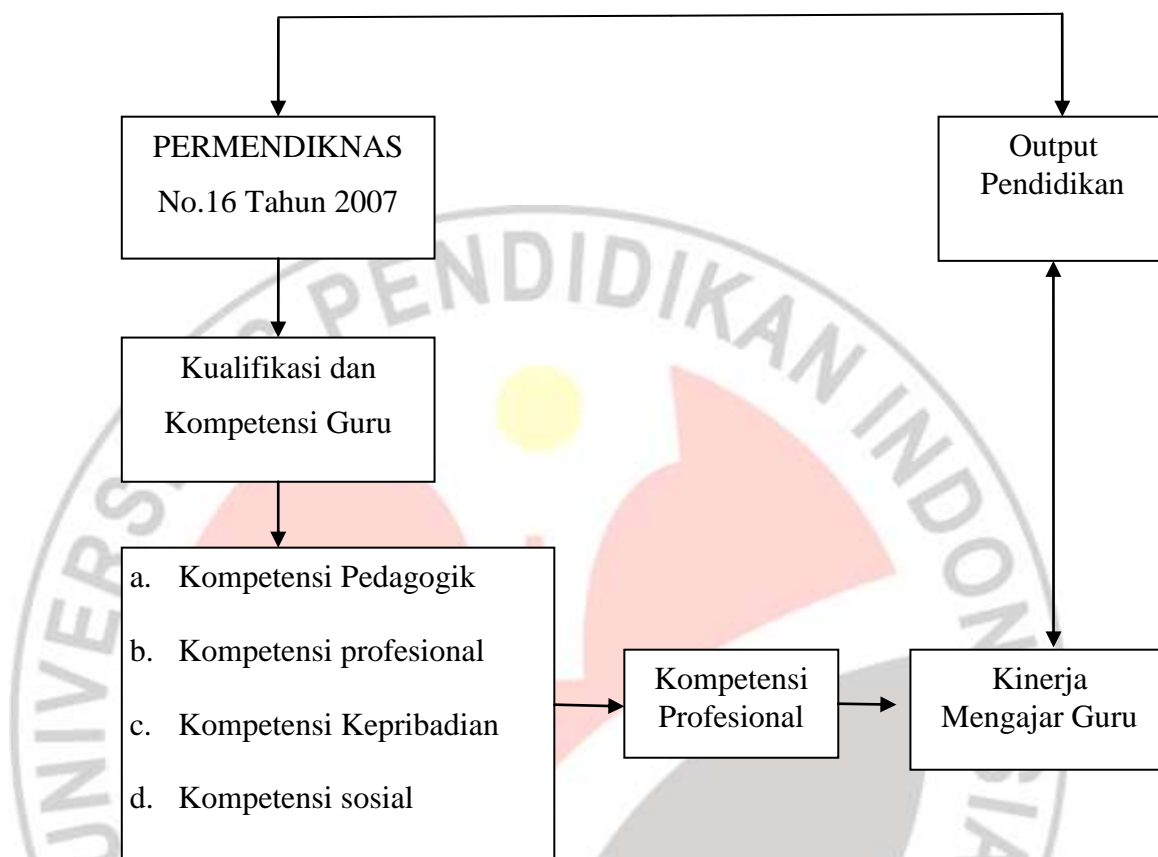 PERMENDIKNAS
No.16 Tahun 2007
Output
Pendidikan
Kualifikasi dan
Kompetensi Guru
a. Kompetensi Pedagogik
b. Kompetensi profesional
c. Kompetensi Kepribadian
d. Kompetensi sosial
Kompetensi
Profesional
Kinerja
Mengajar Guru
PENDIDIKAN INDON